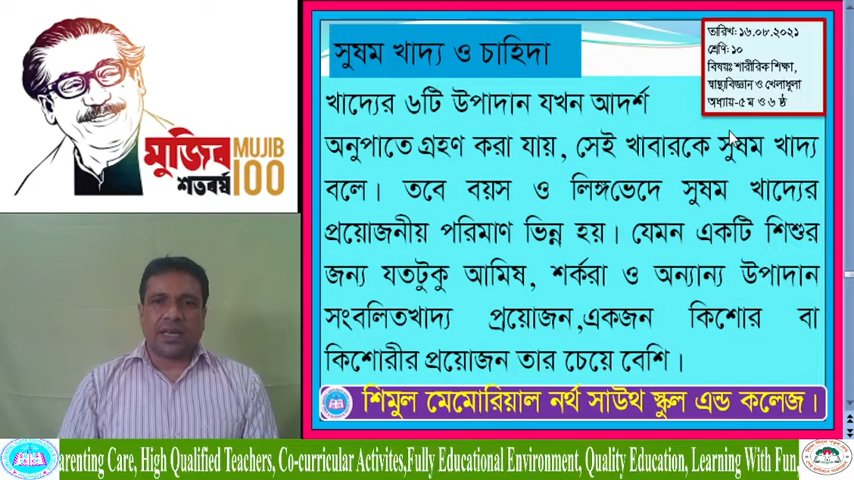 মুজিব MUJIB
শতবর্ষ 100
সুষম খাদ্য ও চাহিদা
তারিখ: ১৬.০৮.২০২১
শ্রেণি: ১০
বিষয়ঃ শারীরিক শিক্ষা,
স্বাস্থ্যবিজ্ঞান ও খেলাধুলা
অধ্যায়-৫ ম ও ৬ ষ্ঠ
খাদ্যের ৬টি উপাদান যখন আদর্শ
অনুপাতে গ্রহণ করা যায়, সেই খাবারকে সুষম খাদ্য
বলে। তবে বয়স ও লিঙ্গভেদে সুষম খাদ্যের
প্রয়োজনীয় পরিমাণ ভিন্ন হয়। যেমন একটি শিশুর
জন্য যতটুকু আমিষ, শর্করা ও অন্যান্য উপাদান
সংবলিতখাদ্য প্রয়োজন,একজন কিশোর বা
কিশোরীর প্রয়োজন তার চেয়ে বেশি।
শিমুল মেমোরিয়াল নর্থ সাউথ স্কুল এন্ড কলেজ।
arenting Care, High Qualified Teachers, Co-curricular Activites,Fully Educational Environment, Quality Education, Learning With Fun,